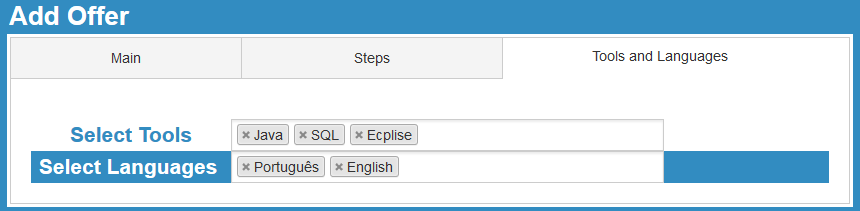 Add Offer
Main Steps Tools and Languages
Select Tools × Java × SQL × Ecplise
Select Languages × Português × English